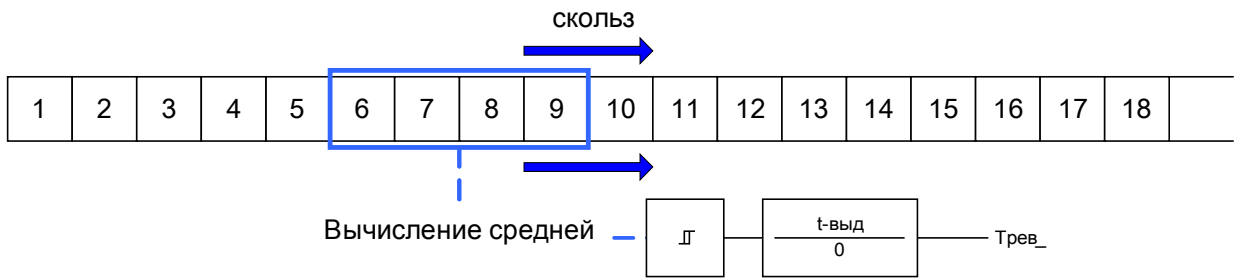 скольз
1 2 3 4 5 6 7 8 9 10 11 12 13 14 15 16 17 18
Вычисление средней
t-выд
0
Трев_